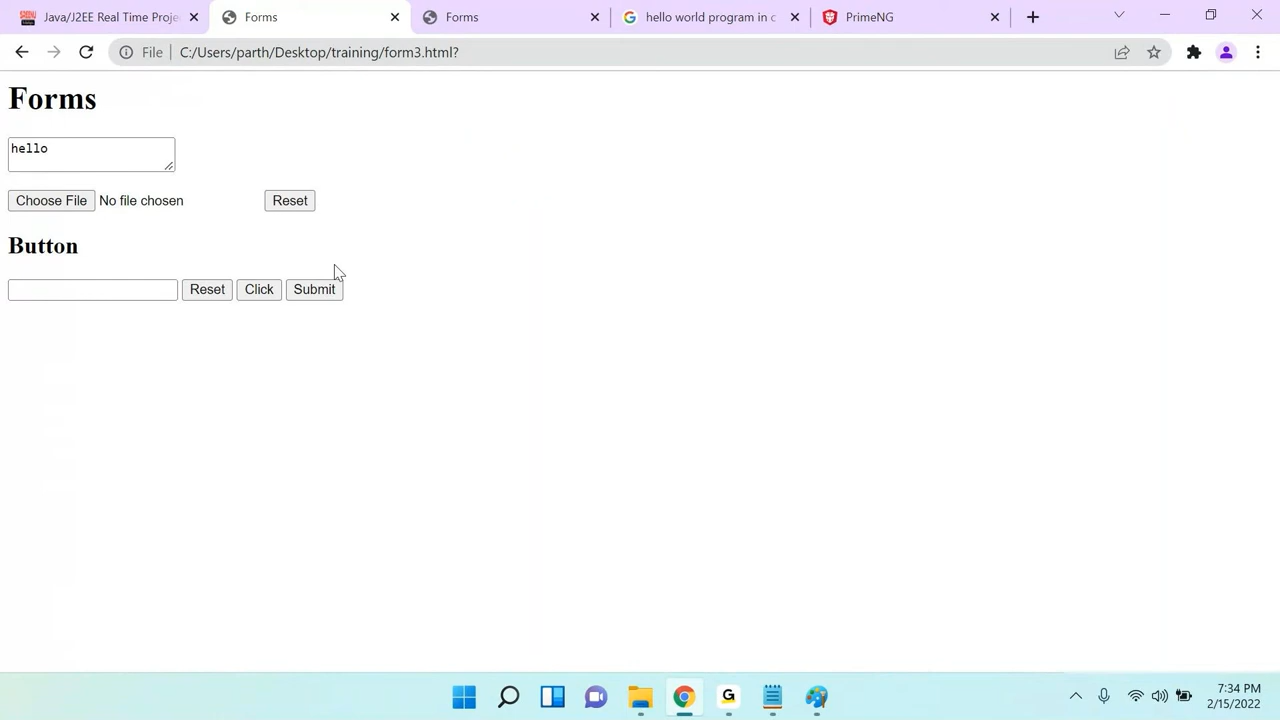 Java/J2EE Real Time Proje
Forms
Forms
hello world program in c
PrimeNG
File
C:/Users/parth/Desktop/training/form3.html?
Forms
hello
Choose File No file chosen Reset
Button
Reset Click Submit
G
7:34 PM
2/15/2022